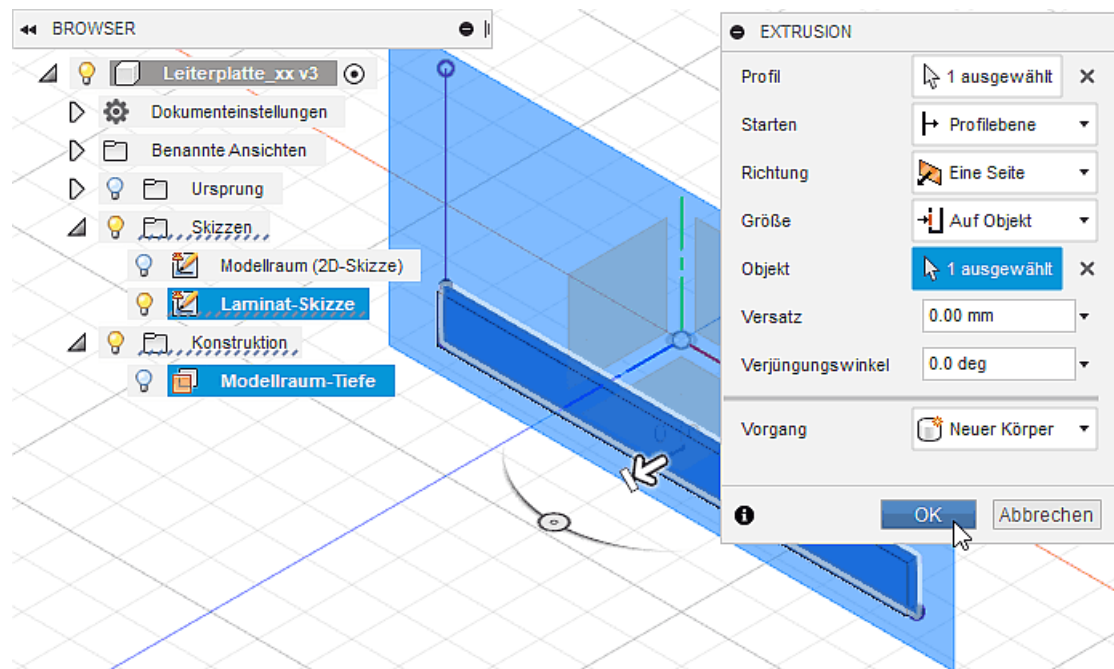 BROWSER
Leiterplatte_xx v3
Dokumenteinstellungen
Benannte Ansichten
Ursprung
Skizzen
Modellraum (2D-Skizze)
Laminat-Skizze
Konstruktion
Modellraum-Tiefe
EXTRUSION
Profil 1 ausgewählt
Starten Profilebene
Richtung Eine Seite
Größe Auf Objekt
Objekt 1 ausgewählt
Versatz 0.00 mm
Verjüngungswinkel 0.0 deg
Vorgang Neuer Körper
OK Abbrechen